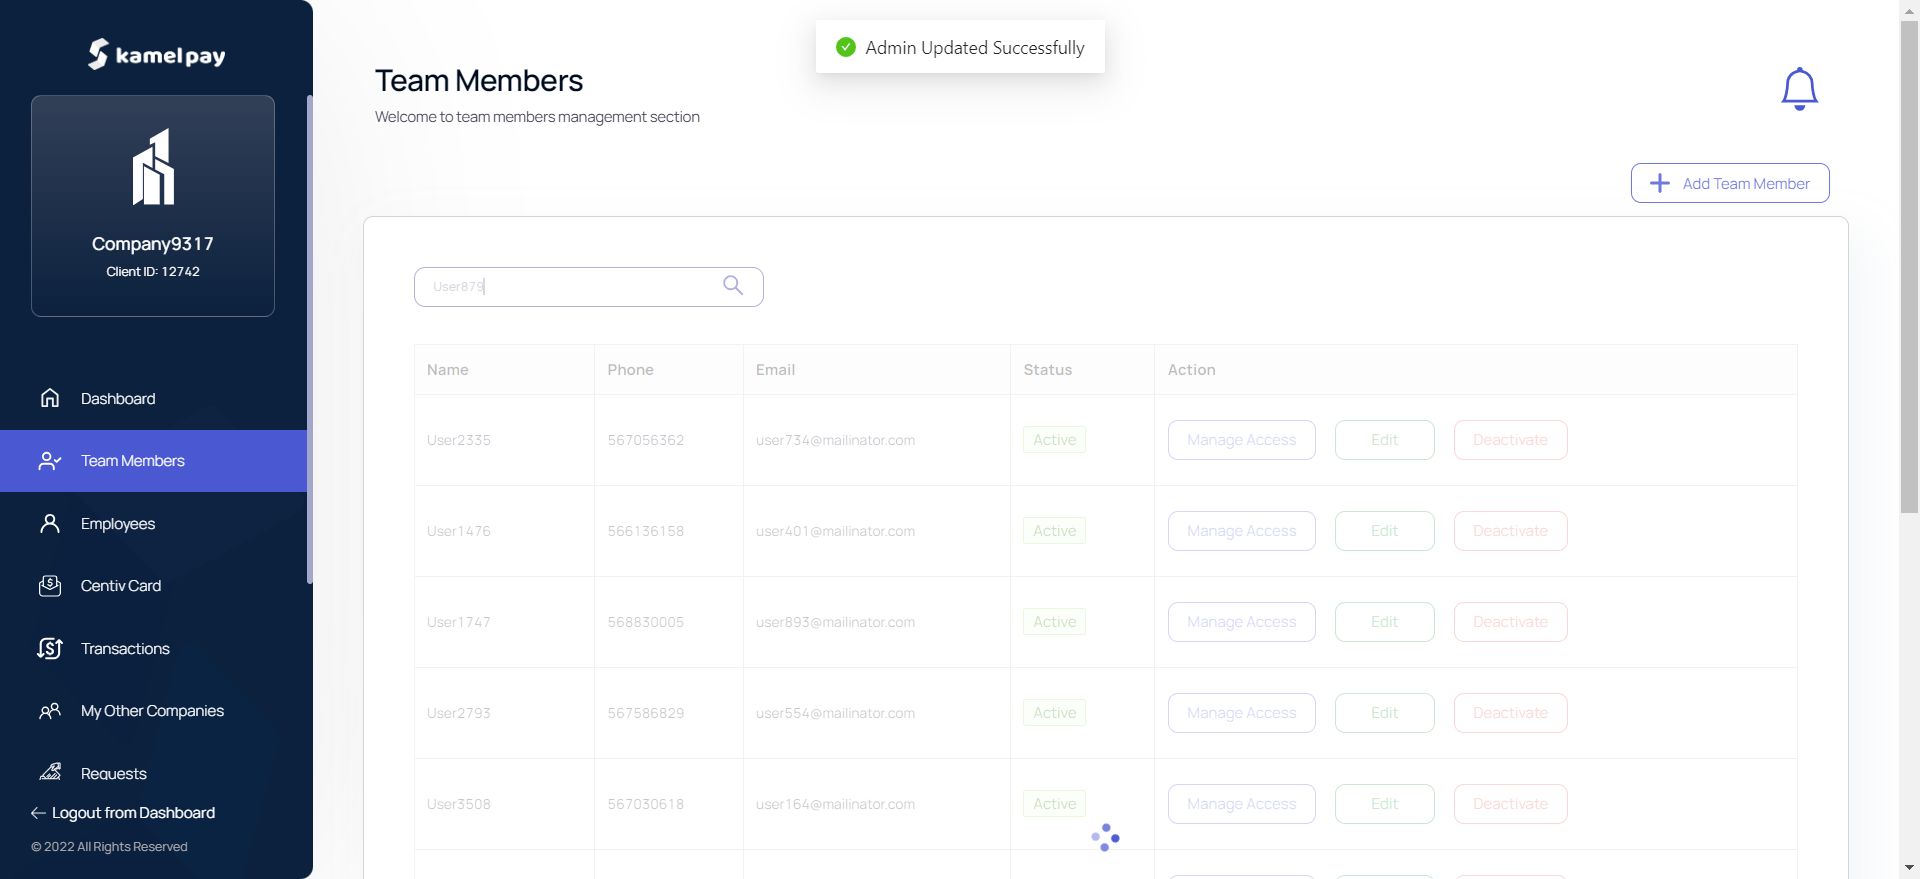 kamelpay
Company9317
Client ID: 12742
Dashboard
Team Members
Employees
Centiv Card
Transactions
My Other Companies
Requests
Logout from Dashboard
© 2022 All Rights Reserved
Admin Updated Successfully
Team Members
Welcome to team members management section
Add Team Member
User879
Name Phone Email Status Action
User2335 567056362 user734@mailinator.com Active Manage Access Edit Deactivate
User1476 566136158 user401@mailinator.com Active Manage Access Edit Deactivate
User1747 568830005 user893@mailinator.com Active Manage Access Edit Deactivate
User2793 567586829 user554@mailinator.com Active Manage Access Edit Deactivate
User3508 567030618 user164@mailinator.com Active Manage Access Edit Deactivate